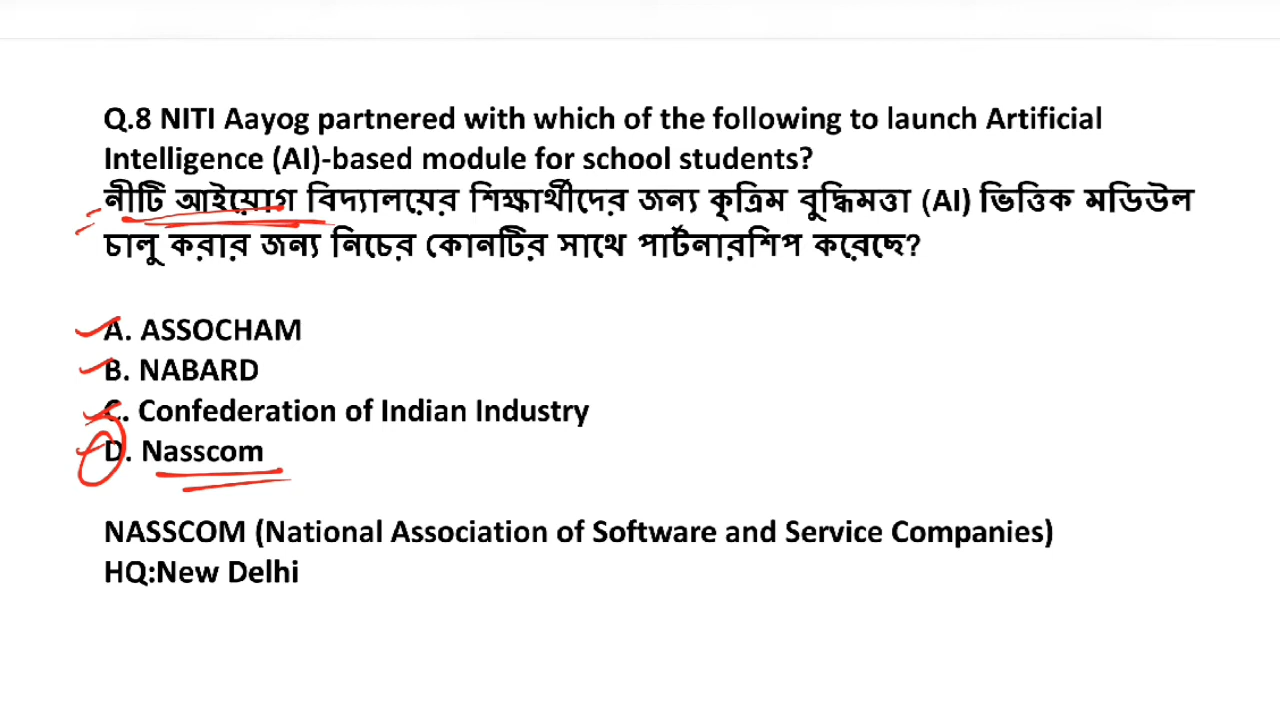 Q.8 NITI Aayog partnered with which of the following to launch Artificial
Intelligence (AI)-based module for school students?
নীটি আইয়োগ বিদ্যালয়ের শিক্ষার্থীদের জন্য কৃত্রিম বুদ্ধিমত্তা (AI) ভিত্তিক মডিউল
চালু করার জন্য নিচের কোনটির সাথে পার্টনারশিপ করেছে?
A. ASSOCHAM
B. NABARD
C. Confederation of Indian Industry
D. Nasscom
NASSCOM (National Association of Software and Service Companies)
HQ:New Delhi